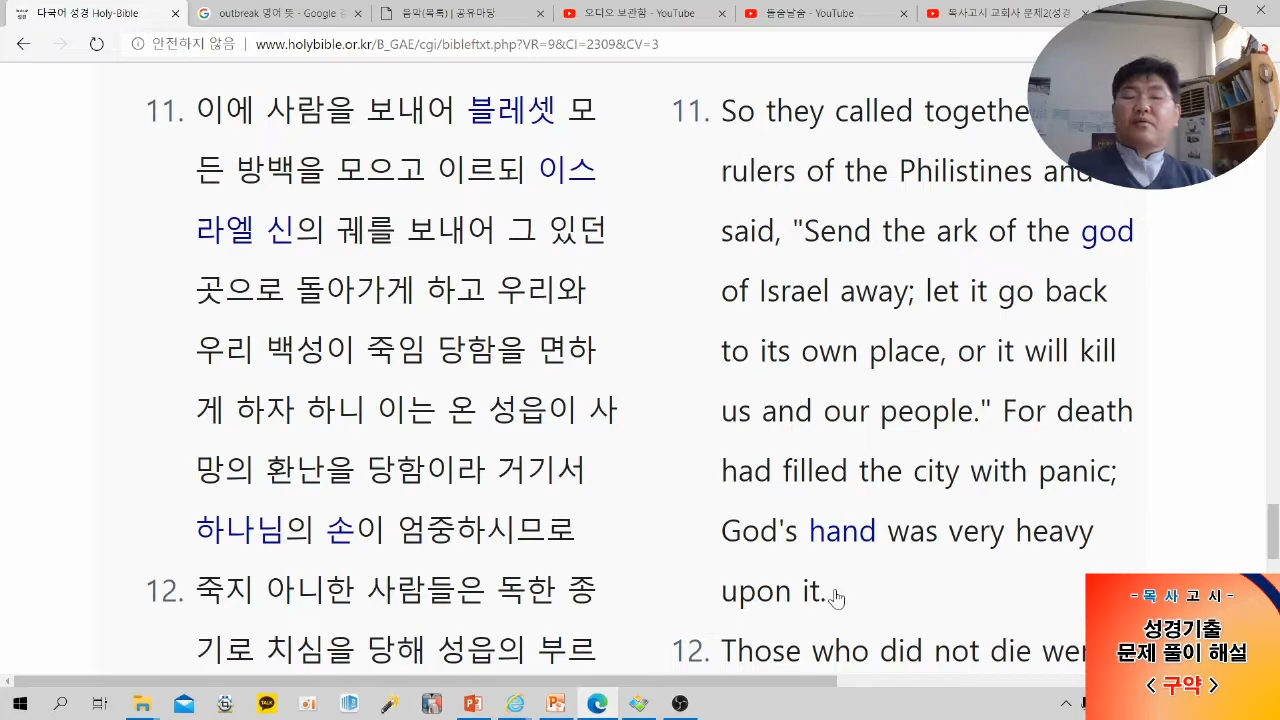 다국어 성경 Holy-Bible
outbreak 영어 뜻 - Google
음악(목록) | 공유마당
오디오 보관함 - YouTube
돌숨날숨 - YouTube
목사고시 교회사 문제2(성경
안전하지 않음
www.holybible.or.kr/B_GAE/cgi/bibleftxt.php?VR=9&CI=2309&CV=3
11. 이에 사람을 보내어 블레셋 모
든 방백을 모으고 이르되 이스
라엘 신의 궤를 보내어 그 있던
곳으로 돌아가게 하고 우리와
우리 백성이 죽임 당함을 면하
게 하자 하니 이는 온 성읍이 사
망의 환난을 당함이라 거기서
하나님의 손이 엄중하시므로
12. 죽지 아니한 사람들은 독한 종
기로 치심을 당해 성읍의 부르
11. So they called togethe
rulers of the Philistines and
said, "Send the ark of the god
of Israel away; let it go back
to its own place, or it will kill
us and our people." For death
had filled the city with panic;
God's hand was very heavy
upon it.
12. Those who did not die wer
- 목 사 고 시 -
성경기출
문제 풀이 해설
< 구약 >